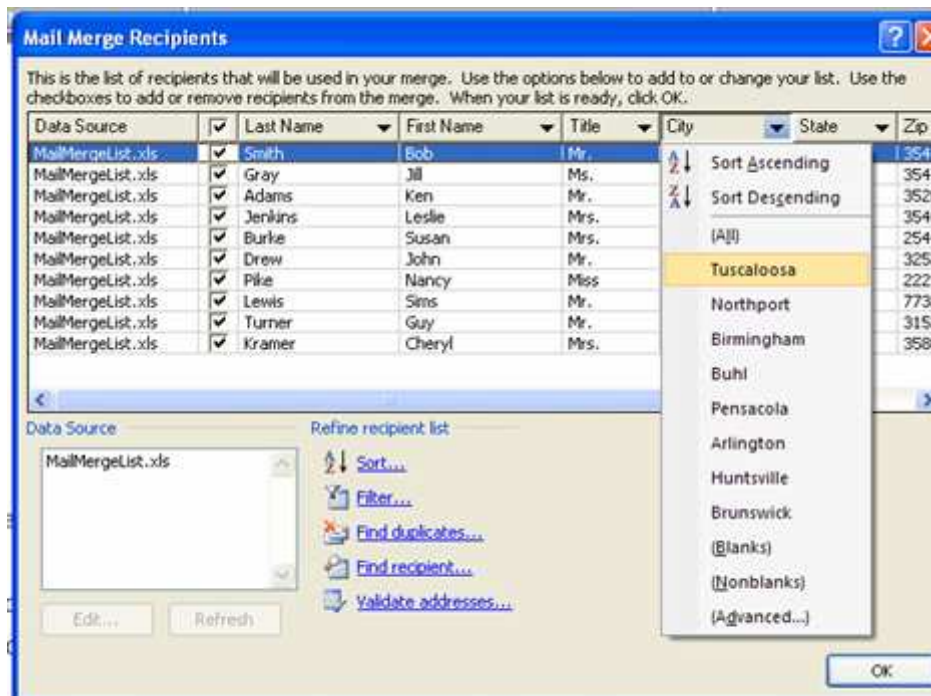 Mail Merge Recipients
This is the list of recipients that will be used in your merge. Use the options below to add to or change your list. Use the
checkboxes to add or remove recipients from the merge. When your list is ready, click OK.
Data Source Last Name First Name Title City State Zip
MailMergeList.xls Smith Bob Mr. 354
MailMergeList.xls Gray Jill Ms. 354
MailMergeList.xls Adams Ken Mr. 352
MailMergeList.xls Jenkins Leslie Mrs. 354
MailMergeList.xls Burke Susan Mrs. 254
MailMergeList.xls Drew John Mr. 325
MailMergeList.xls Pike Nancy Miss 222
MailMergeList.xls Lewis Sims Mr. 773
MailMergeList.xls Turner Guy Mr. 315
MailMergeList.xls Kramer Cheryl Mrs. 358
Sort Ascending
Sort Descending
(All)
Tuscaloosa
Northport
Birmingham
Buhl
Pensacola
Arlington
Huntsville
Brunswick
(Blanks)
(Nonblanks)
(Advanced...)
Data Source
MailMergeList.xls
Edit...
Refresh
Refine recipient list
Sort...
Filter...
Find duplicates...
Find recipient...
Validate addresses...
OK